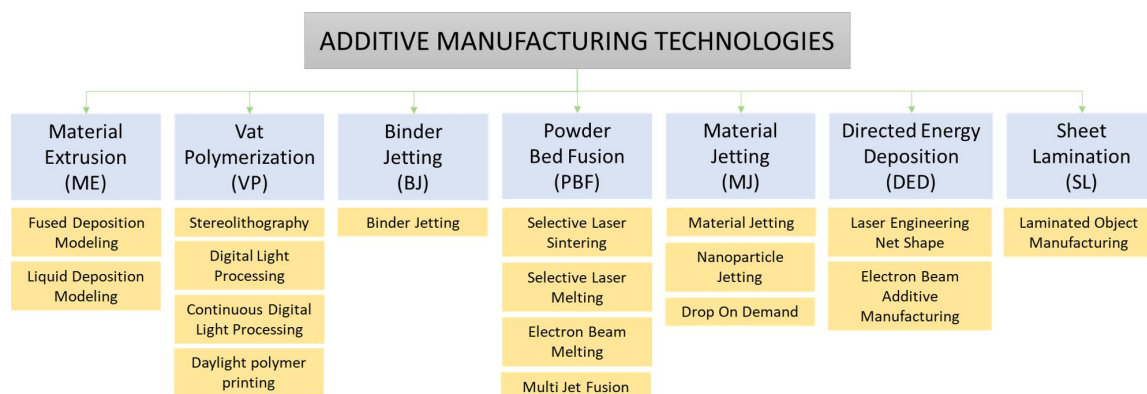 ADDITIVE MANUFACTURING TECHNOLOGIES
Material
Extrusion
(ME)
Fused Deposition
Modeling
Liquid Deposition
Modeling
Vat
Polymerization
(VP)
Stereolithography
Digital Light
Processing
Continuous Digital
Light Processing
Daylight polymer
printing
Binder
Jetting
(BJ)
Binder Jetting
Powder
Bed Fusion
(PBF)
Selective Laser
Sintering
Selective Laser
Melting
Electron Beam
Melting
Multi Jet Fusion
Material
Jetting
(MJ)
Material Jetting
Nanoparticle
Jetting
Drop On Demand
Directed Energy
Deposition
(DED)
Laser Engineering
Net Shape
Electron Beam
Additive
Manufacturing
Sheet
Lamination
(SL)
Laminated Object
Manufacturing